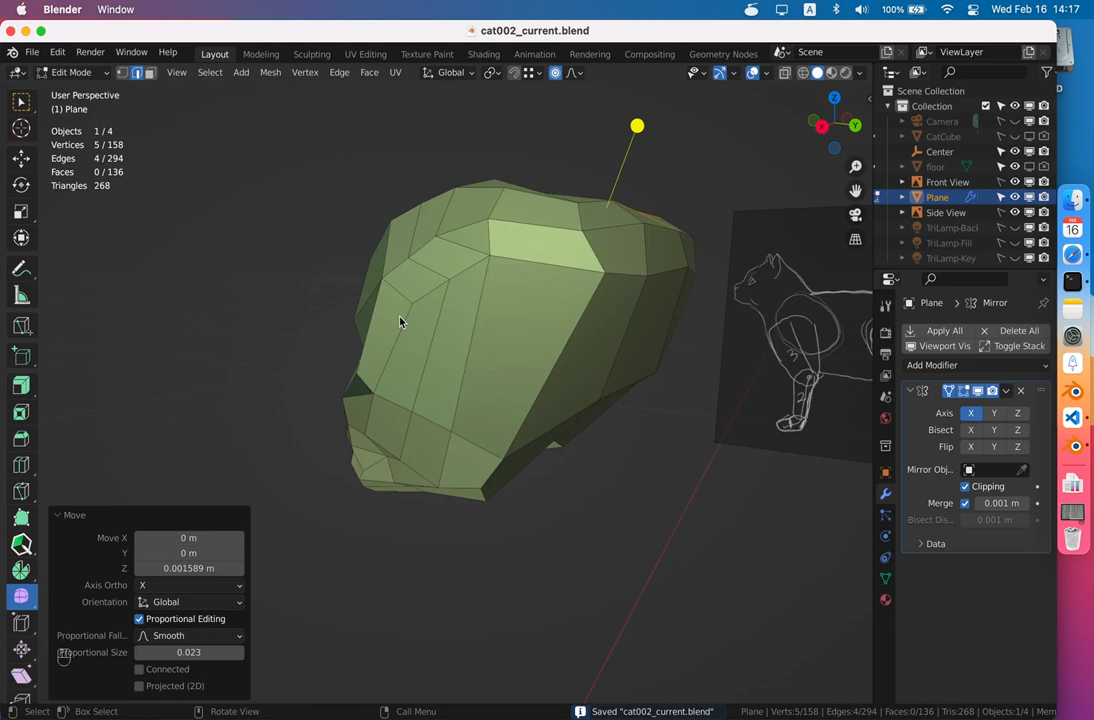 Blender Window A 100% Wed Feb 16 14:17
cat002_current.blend
File Edit Render Window Help Layout Modeling Sculpting UV Editing Texture Paint Shading Animation Rendering Compositing Geometry Nodes Scene ViewLayer
Edit Mode View Select Add Mesh Vertex Edge Face UV Global
User Perspective
(1) Plane
Objects 1/4
Vertices 5/158
Edges 4/294
Faces 0/136
Triangles 268
Z
X
Y
Scene Collection
Collection
Camera
CatCube
Center
floor
Front View
Plane
Side View
TriLamp-Back
TriLamp-Fill
TriLamp-Key
FEB
16
Plane Mirror
Apply All Delete All
Viewport Vis Toggle Stack
Add Modifier
Axis X Y Z
Bisect X Y Z
Flip X Y Z
Mirror Obj...
Clipping
Merge 0.001 m
Bisect Dis... 0.001 m
Data
Move
Move X 0 m
Y 0 m
Z 0.001589 m
Axis Ortho X
Orientation Global
Proportional Editing
Proportional Fall... Smooth
Proportional Size 0.023
Connected
Projected (2D)
Select Box Select Rotate View Call Menu Saved "cat002_current.blend" Plane | Verts:5/158 | Edges:4/294 | Faces:0/136 | Tris:268 | Objects:1/4 | Mem